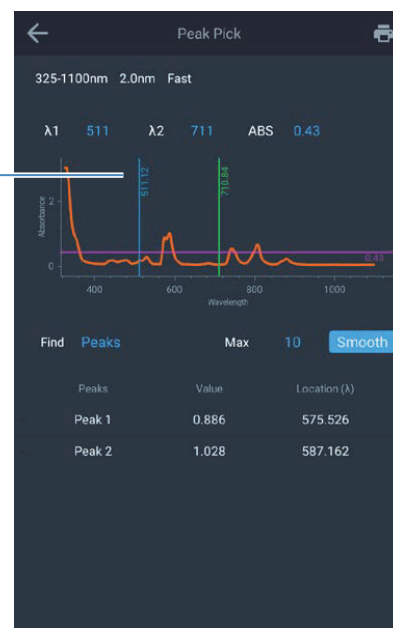 Peak Pick
325-1100nm 2.0nm Fast
λ1 511 λ2 711 ABS 0.43
511.12
710.84
Absorbance
2
0
0.43
400 600 800 1000
Wavelength
Find Peaks Max 10 Smooth
Peaks Value Location (λ)
Peak 1 0.886 575.526
Peak 2 1.028 587.162